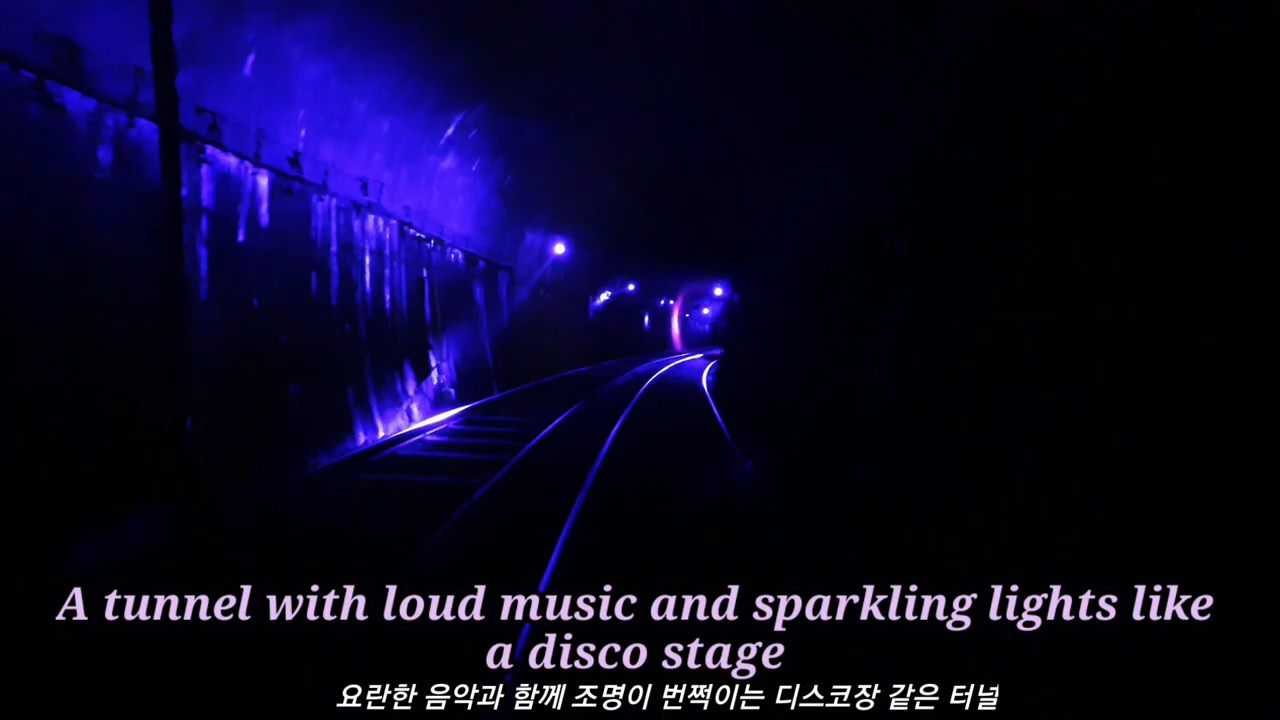 A tunnel with loud music and sparkling lights like
a disco stage
요란한 음악과 함께 조명이 번쩍이는 디스코장 같은 터널